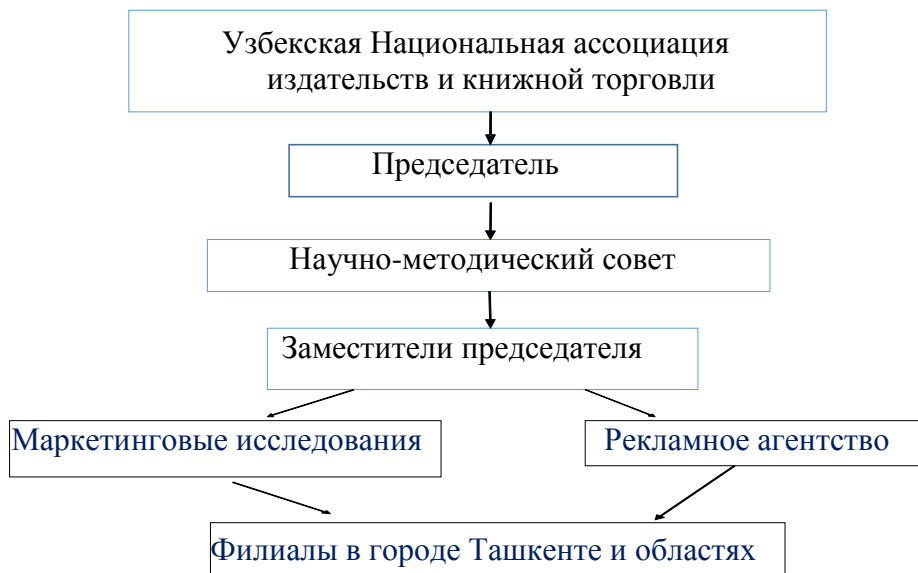 Узбекская Национальная ассоциация
издательств и книжной торговли
Председатель
Научно-методический совет
Заместители председателя
Маркетинговые исследования
Рекламное агентство
Филиалы в городе Ташкенте и областях